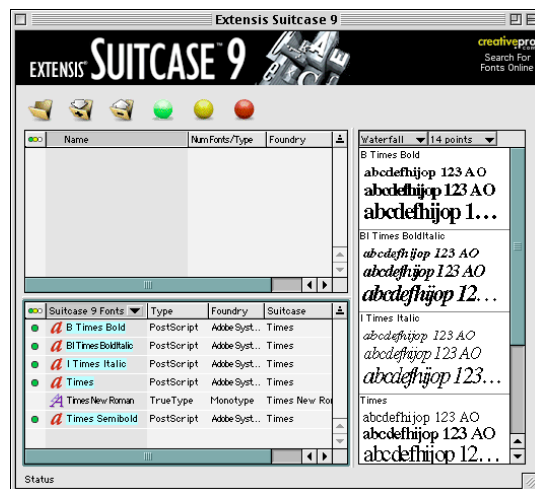 Extensis Suitcase 9
EXTENSIS SUITCASE™ 9
creativepro
.com
Search For
Fonts Online
Name NumFonts/Type Foundry
Waterfall 14 points
B Times Bold
abcdefhijop 123 AO
abcdefhijop 123 AO
abcdefhijop 1...
BI Times BoldItalic
abcdefhijop 123 AO
abcdefhijop 123 AO
abcdefhijop 12...
I Times Italic
abcdefhijop 123 AO
abcdefhijop 123 AO
abcdefhijop 123...
Times
abcdefhijop 123 AO
abcdefhijop 123 AO
abcdefhijop 12...
Suitcase 9 Fonts Type Foundry Suitcase
B Times Bold PostScript Adobe Syst... Times
BI Times BoldItalic PostScript Adobe Syst... Times
I Times Italic PostScript Adobe Syst... Times
Times PostScript Adobe Syst... Times
Times New Roman TrueType Monotype Times New Ro
Times Semibold PostScript Adobe Syst... Times
Status